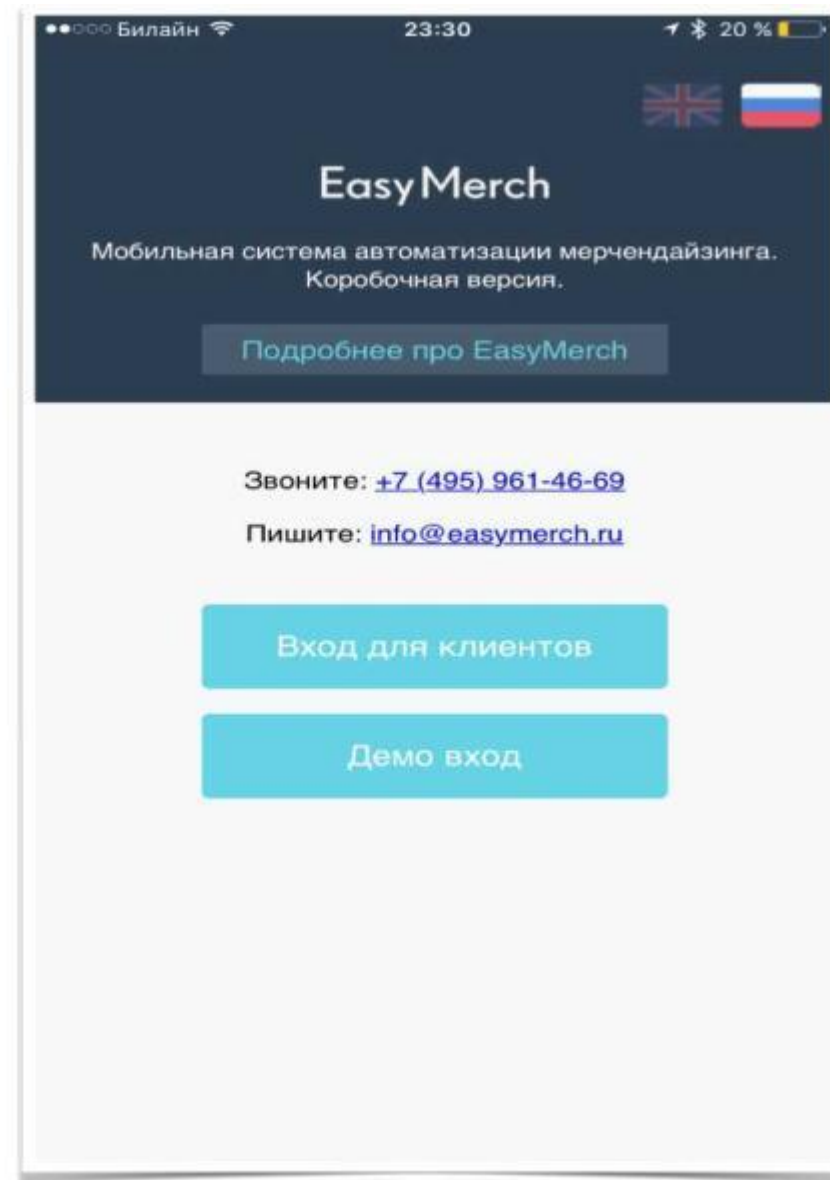 Билайн 23:30 20 %
EasyMerch
Мобильная система автоматизации мерчендайзинга.
Коробочная версия.
Подробнее про EasyMerch
Звоните: +7 (495) 961-46-69
Пишите: info@easymerch.ru
Вход для клиентов
Демо вход